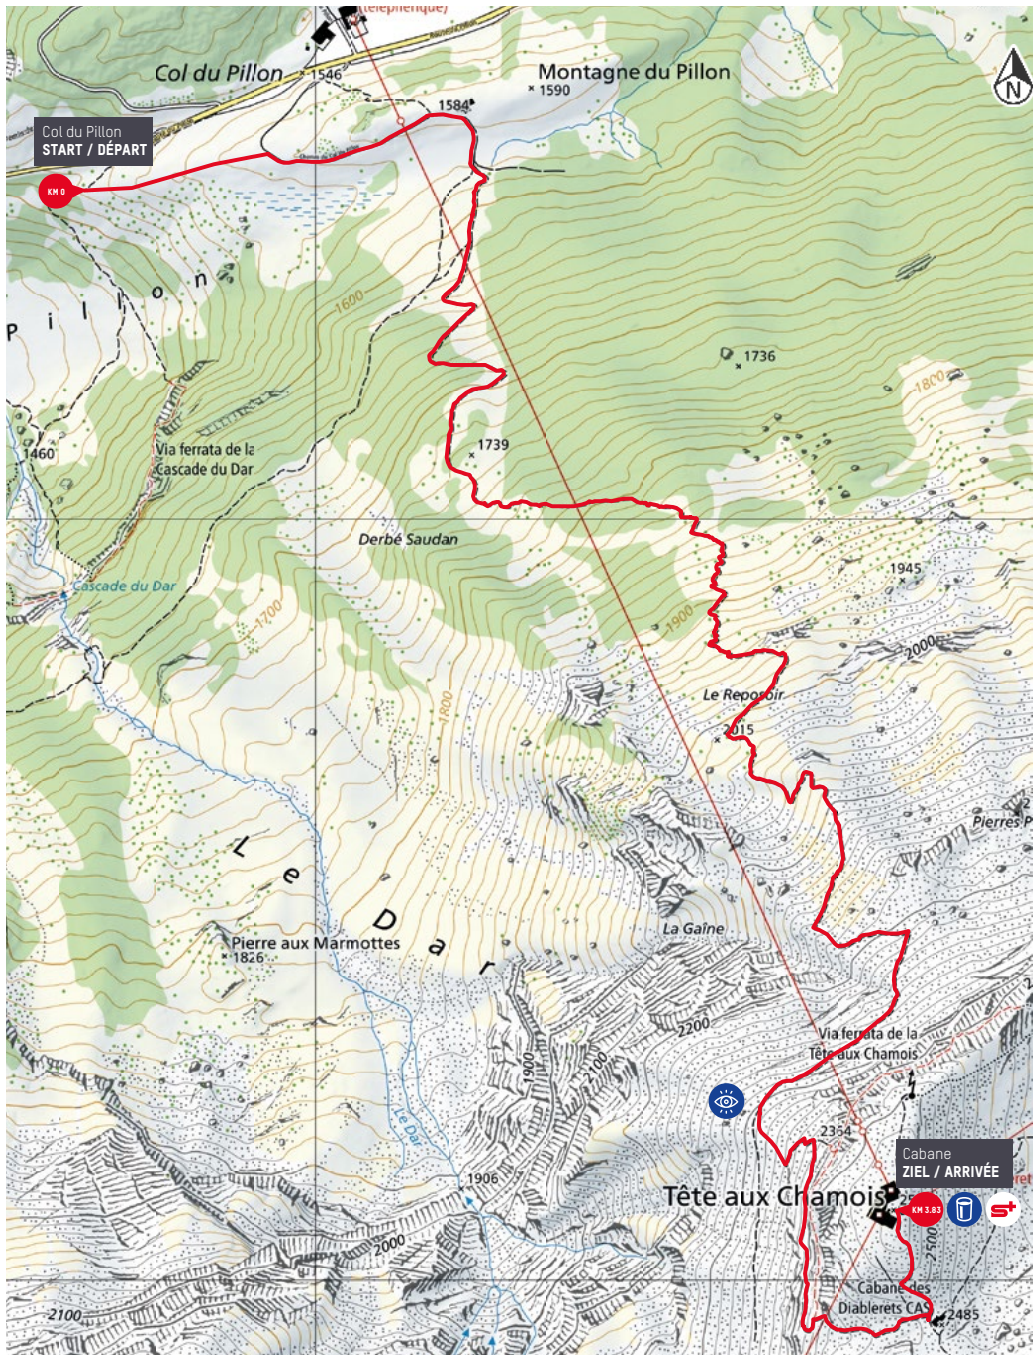 (téléphérique)
Col du Pillon
1546
Montagne du Pillon
1590
1584
N
Col du Pillon
START / DÉPART
KM 0
Pillon
1600
1736
1800
1739
1460
Via ferrata de la
Cascade du Dar
Derbé Saudan
1945
Cascade du Dar
1700
1900
2000
Le Reposoir
1800
2015
Pierres P
Le Dar
La Gaîne
Pierre aux Marmottes
1826
2200
Via ferrata de la
Tête aux Chamois
1900
2100
Le Dar
2364
Cabane
ZIEL / ARRIVÉE
1906
Tête aux Chamois
KM 3.83
2000
2500
Cabane des
Diablerets CAS
2100
2485